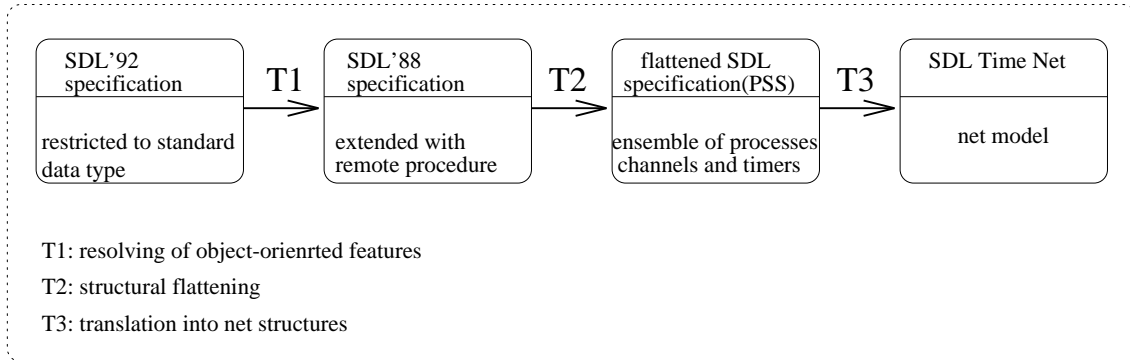 SDL’92
specification
restricted to standard
data type
T1
SDL’88
specification
extended with
remote procedure
T2
flattened SDL
specification(PSS)
ensemble of processes
channels and timers
T3
SDL Time Net
net model
T1: resolving of object-orienrted features
T2: structural flattening
T3: translation into net structures